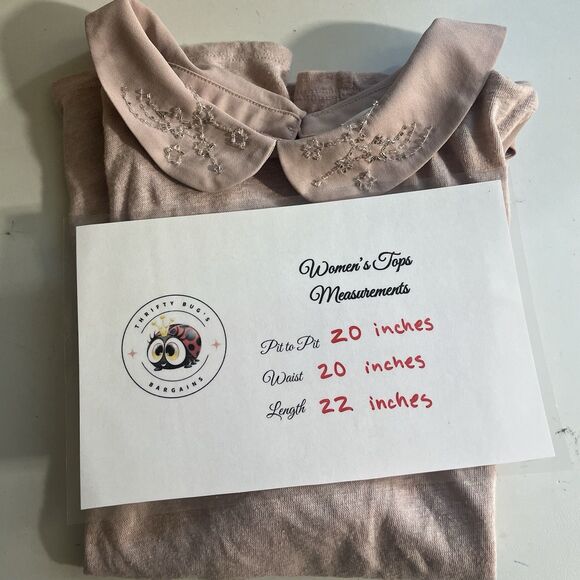 Women's Tops
Measurements
THRIFTY BUG'S
BARGAINS
Pit to Pit 20 inches
Waist 20 inches
Length 22 inches